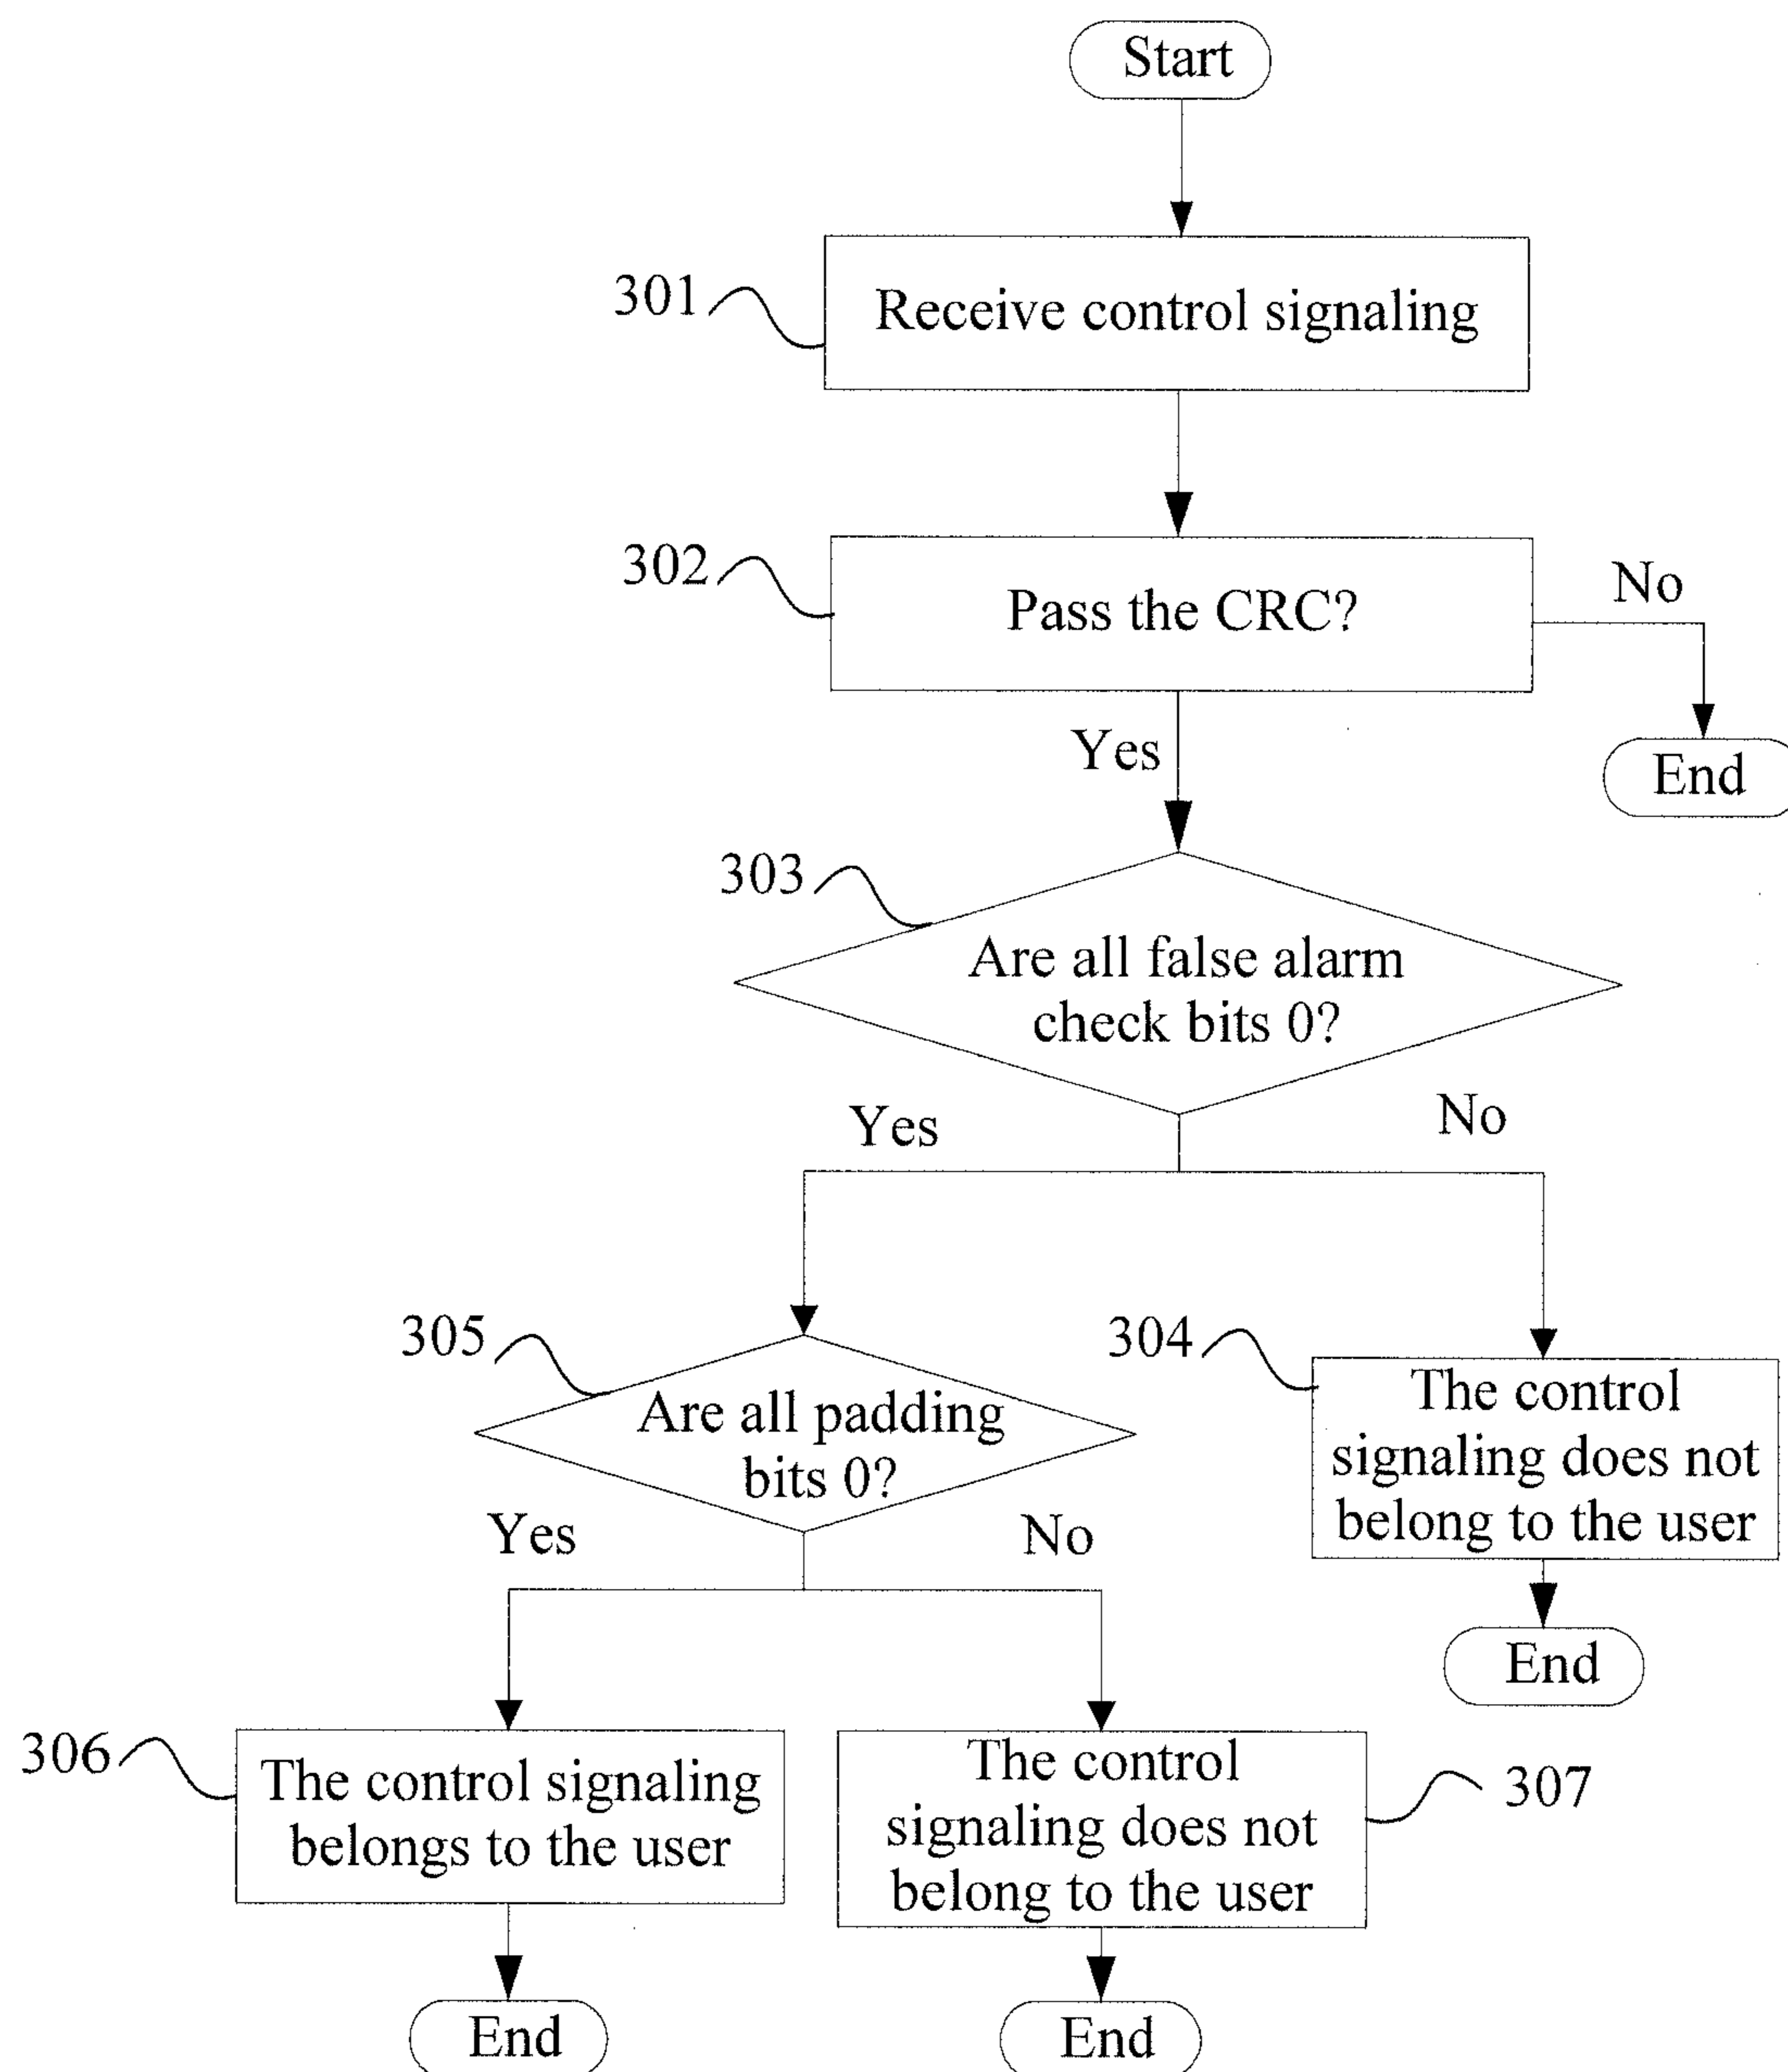 Start
301
Receive control signaling
302
Pass the CRC?
No
Yes
End
303
Are all false alarm
check bits 0?
Yes
No
305
Are all padding
bits 0?
304
The control
signaling does not
belong to the user
Yes
No
End
306
The control signaling
belongs to the user
The control
signaling does not
belong to the user
307
End
End